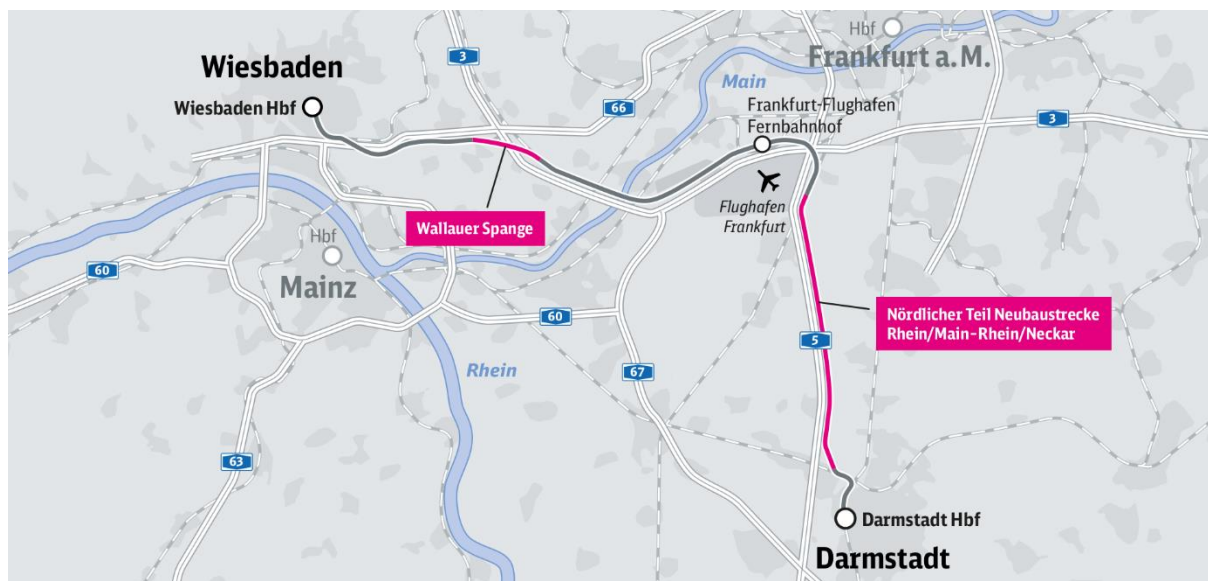 Hbf
Frankfurt a. M.
3
Wiesbaden
Wiesbaden Hbf
66
Main
Frankfurt-Flughafen
Fernbahnhof
3
Flughafen
Frankfurt
Wallauer Spange
Hbf
Mainz
60
60
Nördlicher Teil Neubaustrecke
Rhein/Main–Rhein/Neckar
5
Rhein
67
63
Darmstadt Hbf
Darmstadt